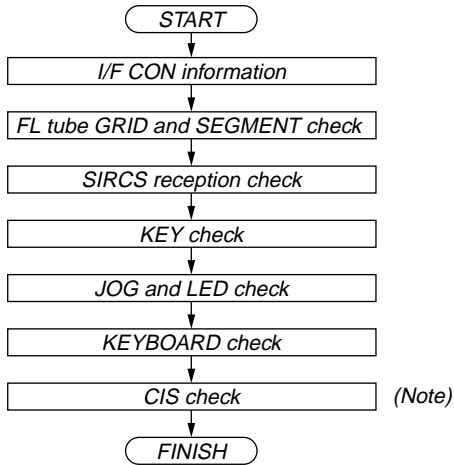 START
I/F CON information
FL tube GRID and SEGMENT check
SIRCS reception check
KEY check
JOG and LED check
KEYBOARD check
CIS check (Note)
FINISH